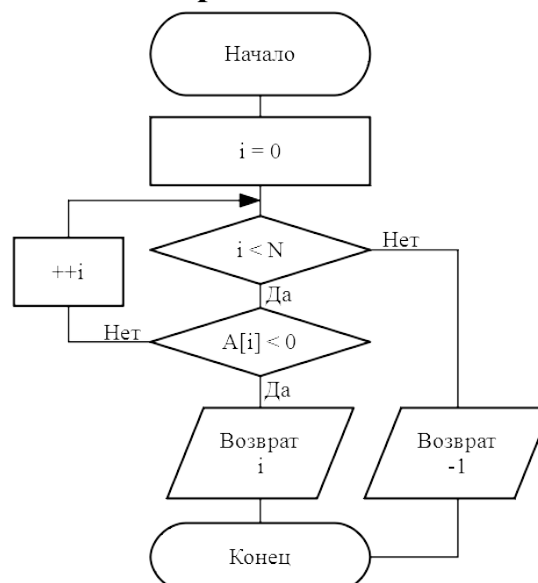 Начало
i = 0
i < N
Нет
++i
Да
Нет
A[i] < 0
Да
Возврат
i
Возврат
-1
Конец